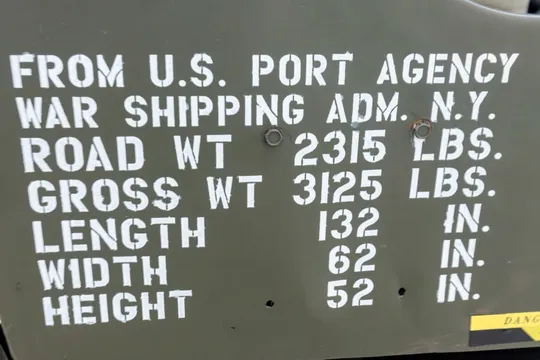 FROM U.S. PORT AGENCY
WAR SHIPPING ADM. N.Y.
ROAD WT 2315 LBS.
GROSS WT 3125 LBS.
LENGTH 132 IN.
WIDTH 62 IN.
HEIGHT 52 IN.